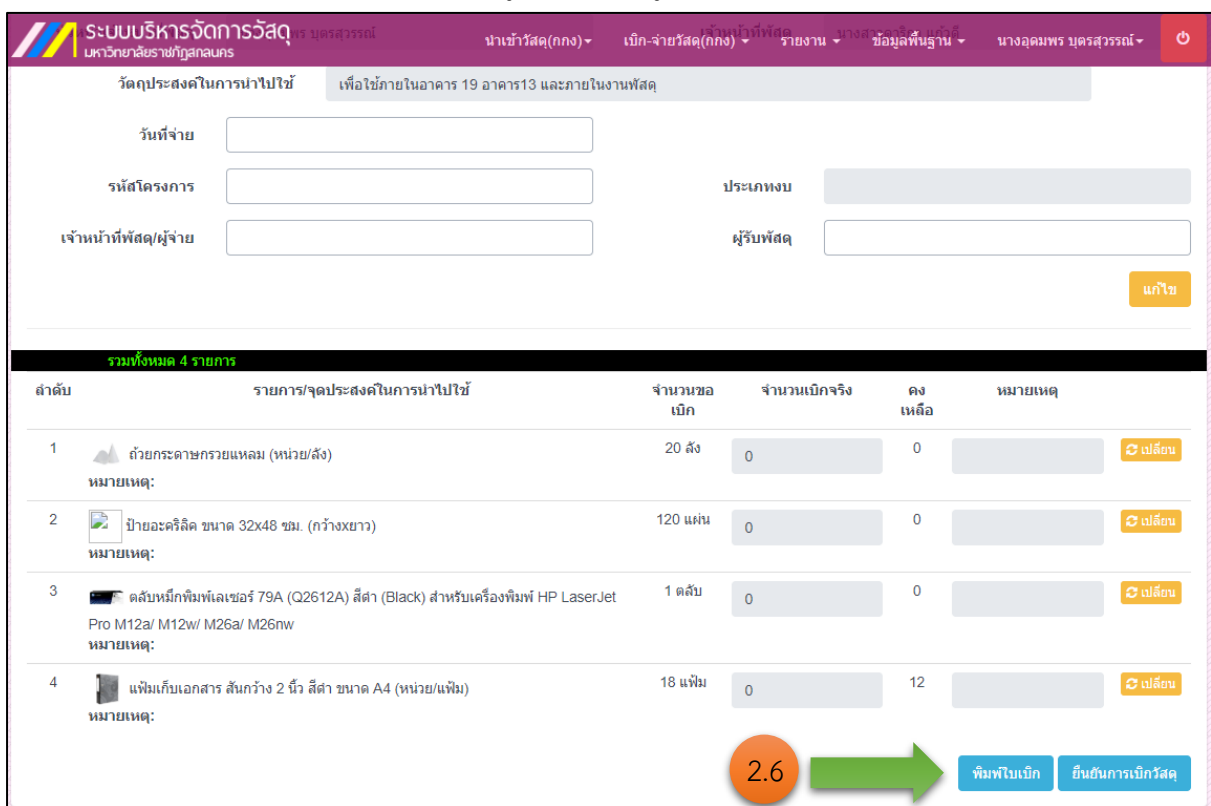 ระบบบริหารจัดการวัสดุ
มหาวิทยาลัยราชภัฏสกลนคร
นำเข้าวัสดุ(กกง) เบิก-จ่ายวัสดุ(กกง) รายงาน ข้อมูลพื้นฐาน นางอุดมพร บุตรสุวรรณ์
วัตถุประสงค์ในการนำไปใช้ เพื่อใช้ภายในอาคาร 19 อาคาร13 และภายในงานพัสดุ
วันที่จ่าย
รหัสโครงการ ประเภทงบ
เจ้าหน้าที่พัสดุ/ผู้จ่าย ผู้รับพัสดุ
แก้ไข
รวมทั้งหมด 4 รายการ
ลำดับ รายการ/จุดประสงค์ในการนำไปใช้ จำนวนขอเบิก จำนวนเบิกจริง คงเหลือ หมายเหตุ
1 ถ้วยกระดาษกรวยแหลม (หน่วย/ลัง) 20 ลัง 0 0 เปลี่ยน
หมายเหตุ:
2 ป้ายอะคริลิค ขนาด 32x48 ซม. (กว้างxยาว) 120 แผ่น 0 0 เปลี่ยน
หมายเหตุ:
3 ตลับหมึกพิมพ์เลเซอร์ 79A (Q2612A) สีดำ (Black) สำหรับเครื่องพิมพ์ HP LaserJet 1 ตลับ 0 0 เปลี่ยน
Pro M12a/ M12w/ M26a/ M26nw
หมายเหตุ:
4 แฟ้มเก็บเอกสาร สันกว้าง 2 นิ้ว สีดำ ขนาด A4 (หน่วย/แฟ้ม) 18 แฟ้ม 0 12 เปลี่ยน
หมายเหตุ:
2.6 พิมพ์ใบเบิก ยืนยันการเบิกวัสดุ